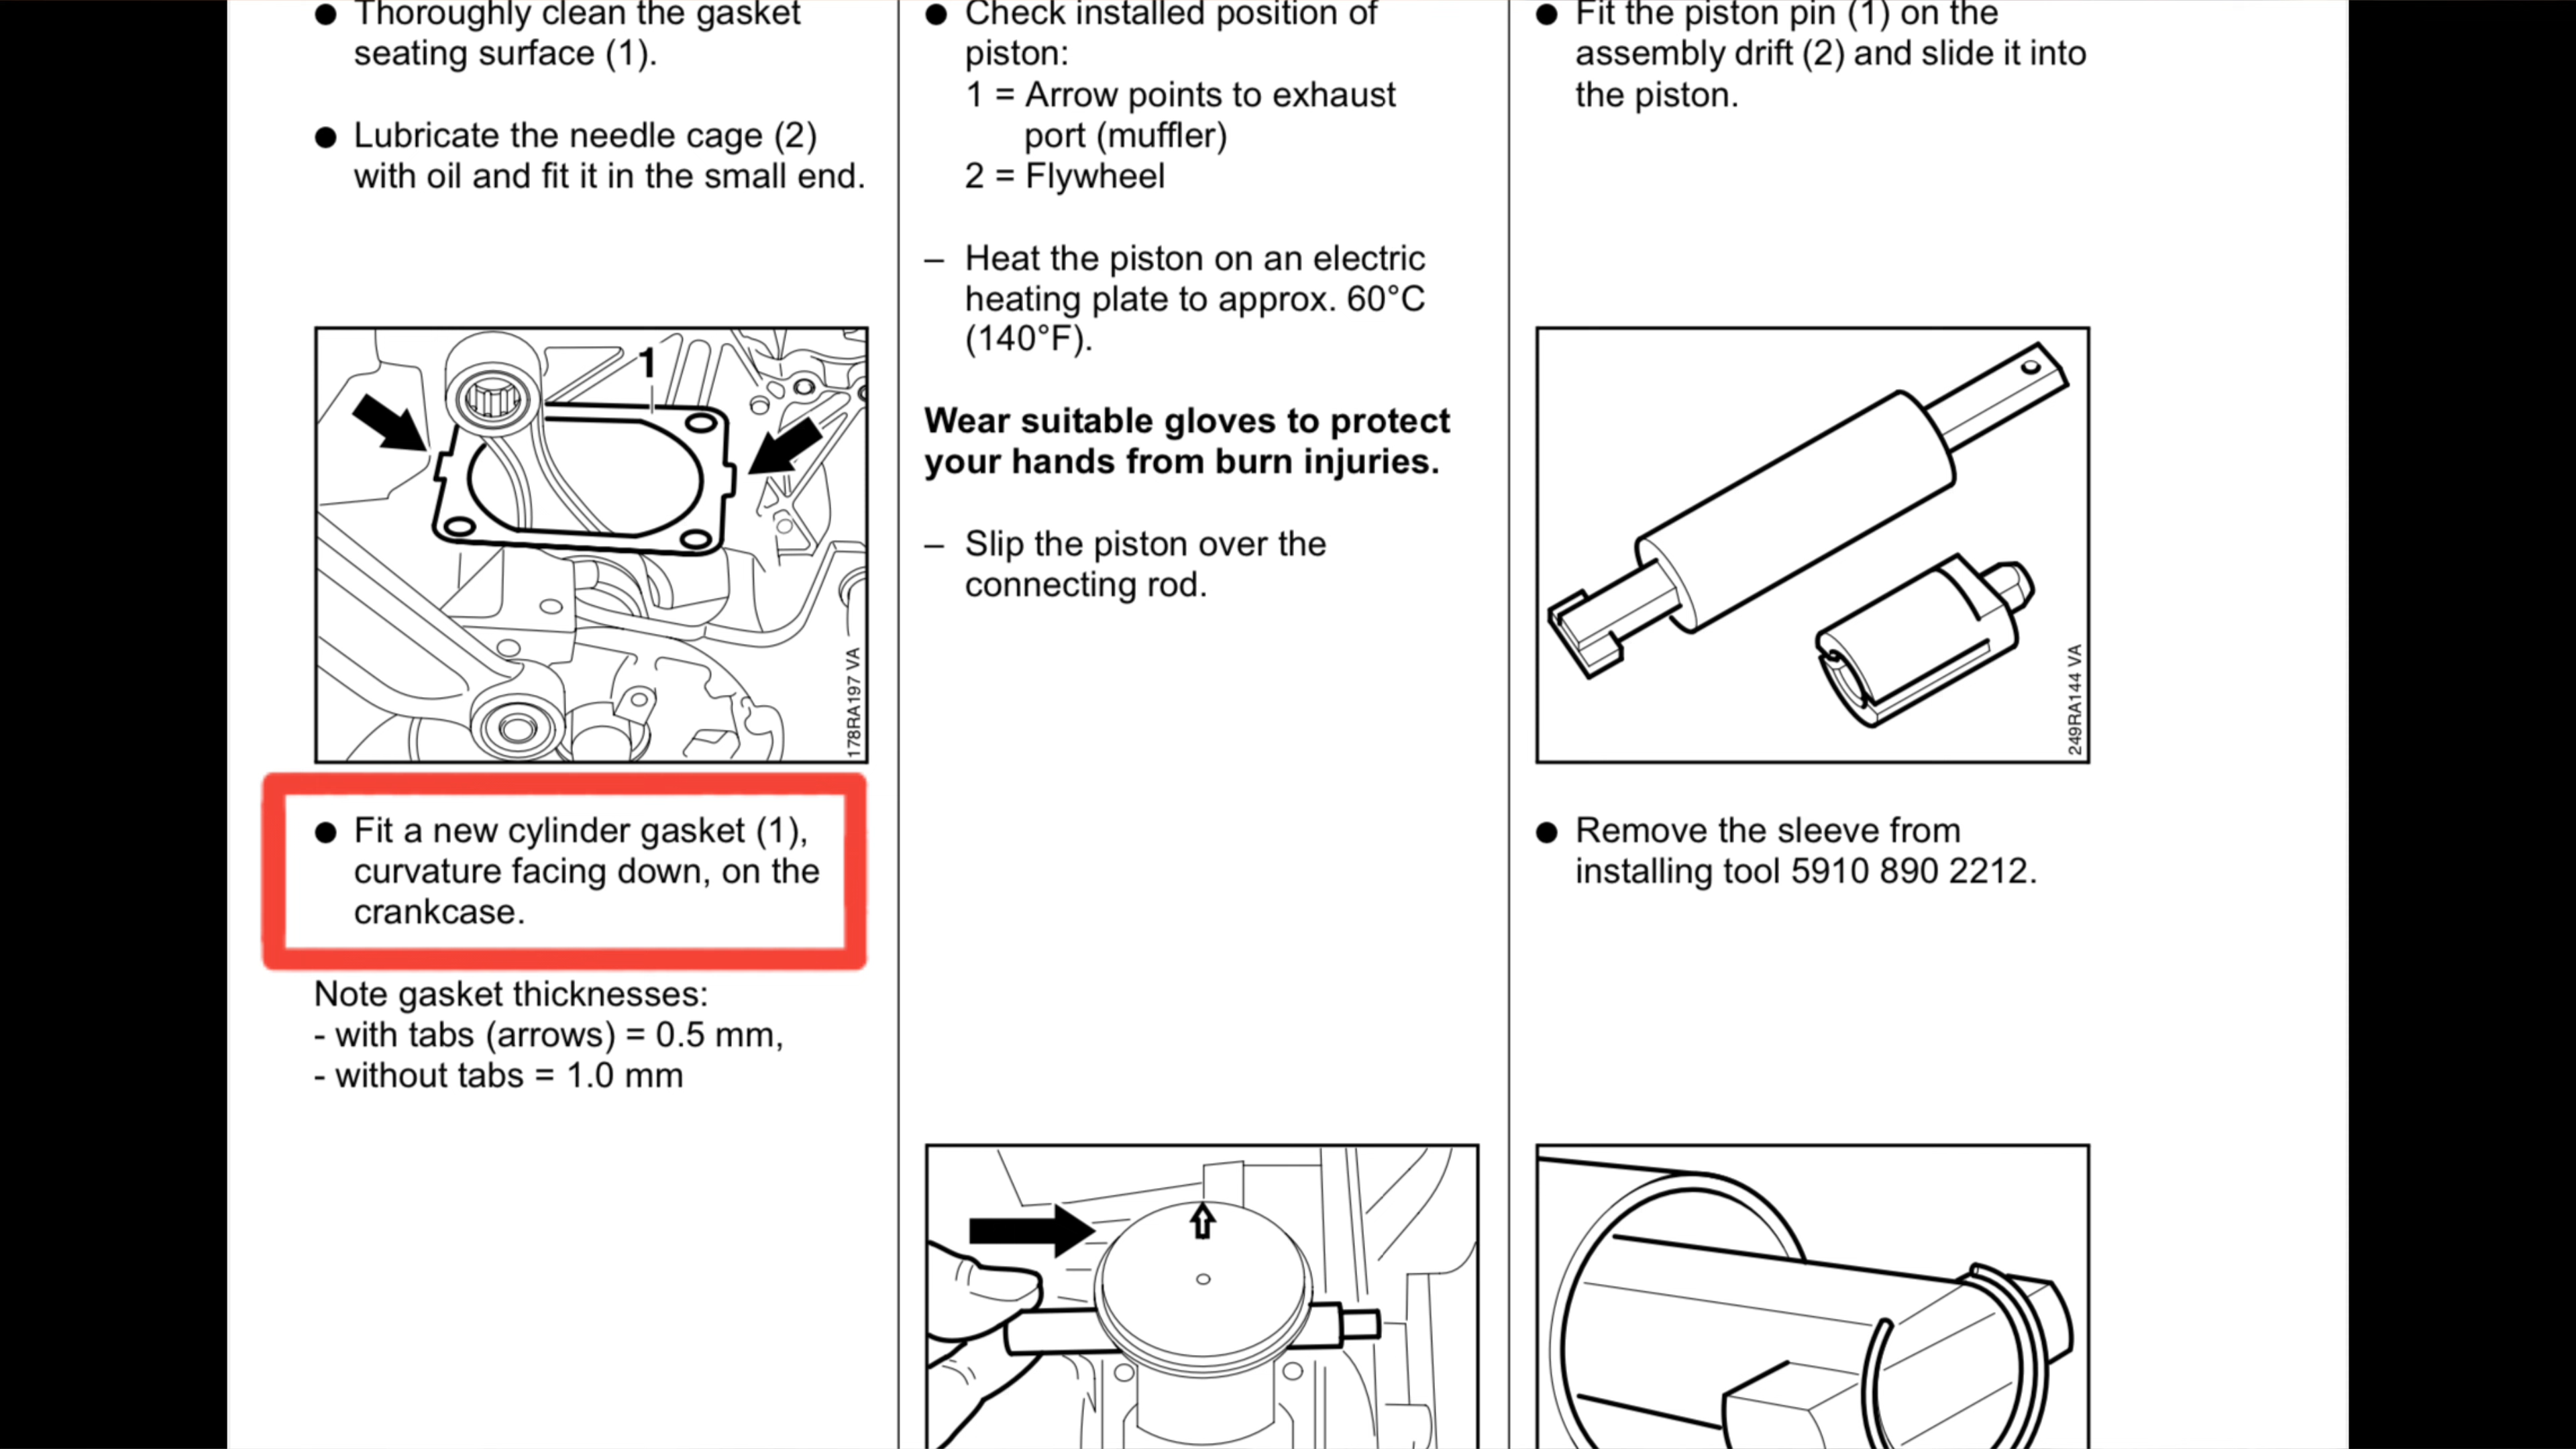 ● Thoroughly clean the gasket
seating surface (1).
● Lubricate the needle cage (2)
with oil and fit it in the small end.
1
178RA197 VA
● Fit a new cylinder gasket (1),
curvature facing down, on the
crankcase.
Note gasket thicknesses:
- with tabs (arrows) = 0.5 mm,
- without tabs = 1.0 mm
● Check installed position of
piston:
1 = Arrow points to exhaust
port (muffler)
2 = Flywheel
– Heat the piston on an electric
heating plate to approx. 60°C
(140°F).
Wear suitable gloves to protect
your hands from burn injuries.
– Slip the piston over the
connecting rod.
● Fit the piston pin (1) on the
assembly drift (2) and slide it into
the piston.
249RA144 VA
● Remove the sleeve from
installing tool 5910 890 2212.